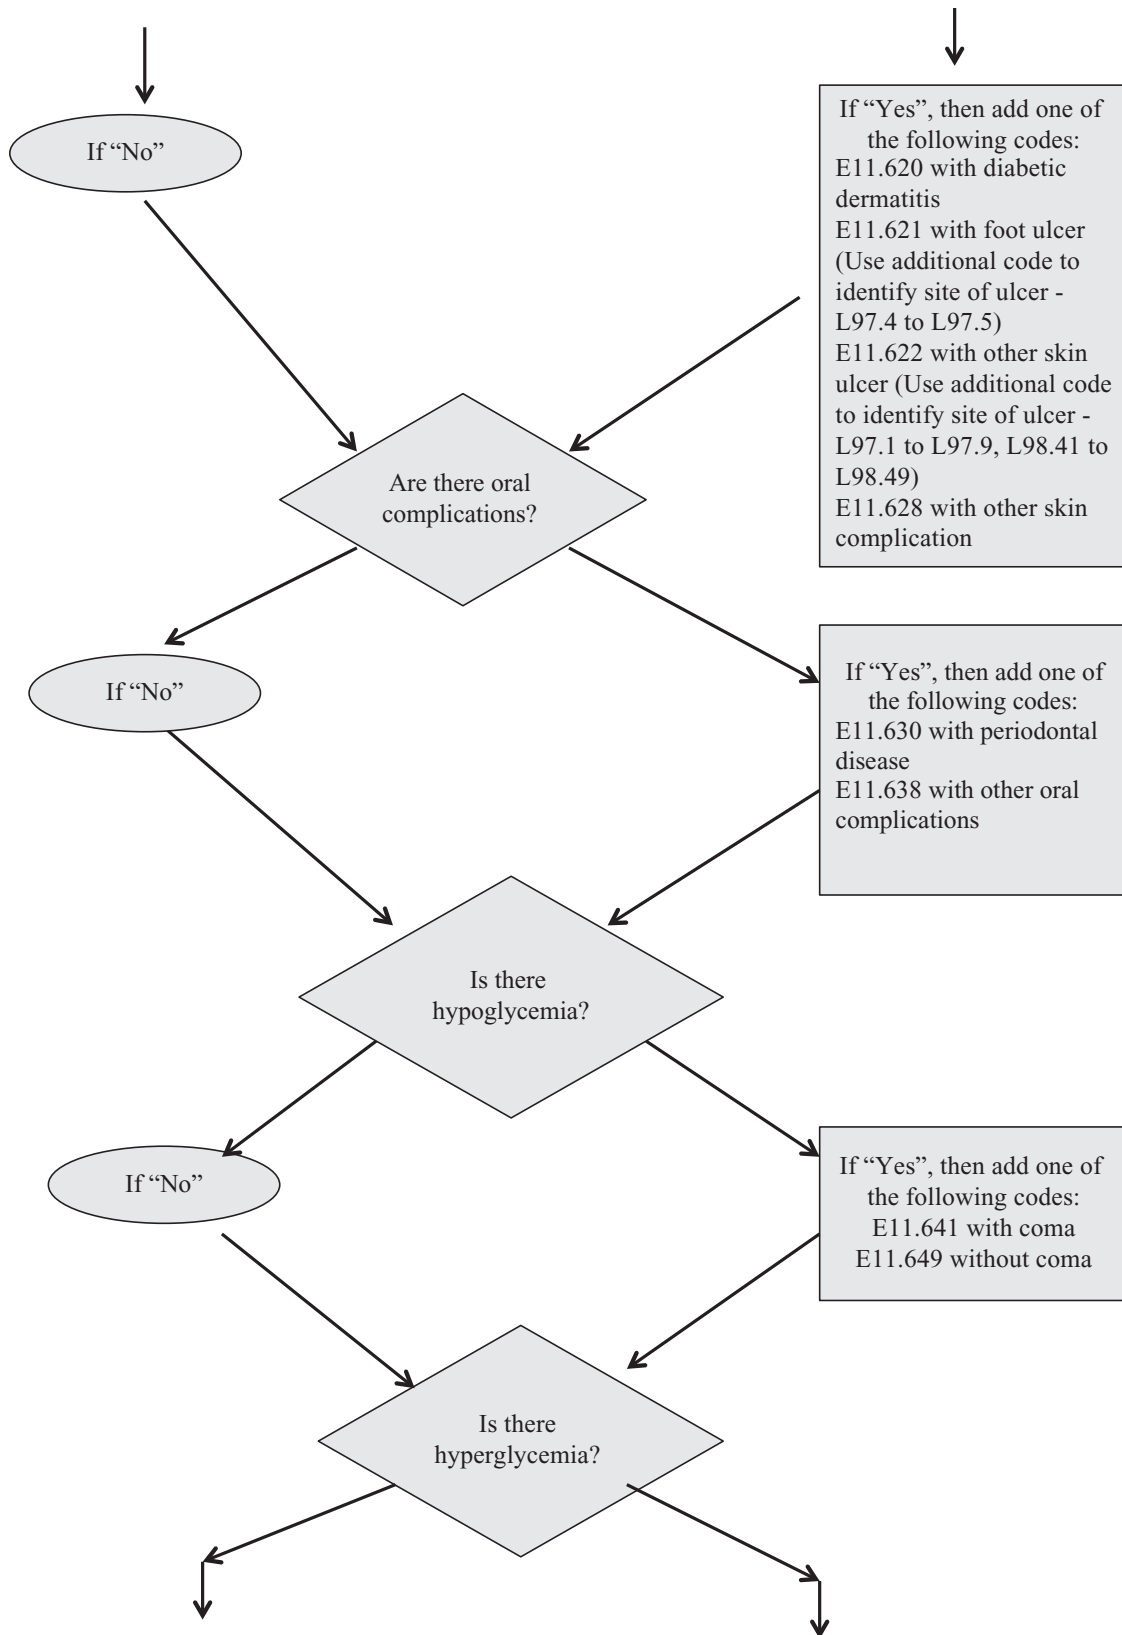 If “No”
If “Yes”, then add one of
the following codes:
E11.620 with diabetic
dermatitis
E11.621 with foot ulcer
(Use additional code to
identify site of ulcer -
L97.4 to L97.5)
E11.622 with other skin
ulcer (Use additional code
to identify site of ulcer -
L97.1 to L97.9, L98.41 to
L98.49)
E11.628 with other skin
complication
Are there oral
complications?
If “No”
If “Yes”, then add one of
the following codes:
E11.630 with periodontal
disease
E11.638 with other oral
complications
Is there
hypoglycemia?
If “No”
If “Yes”, then add one of
the following codes:
E11.641 with coma
E11.649 without coma
Is there
hyperglycemia?